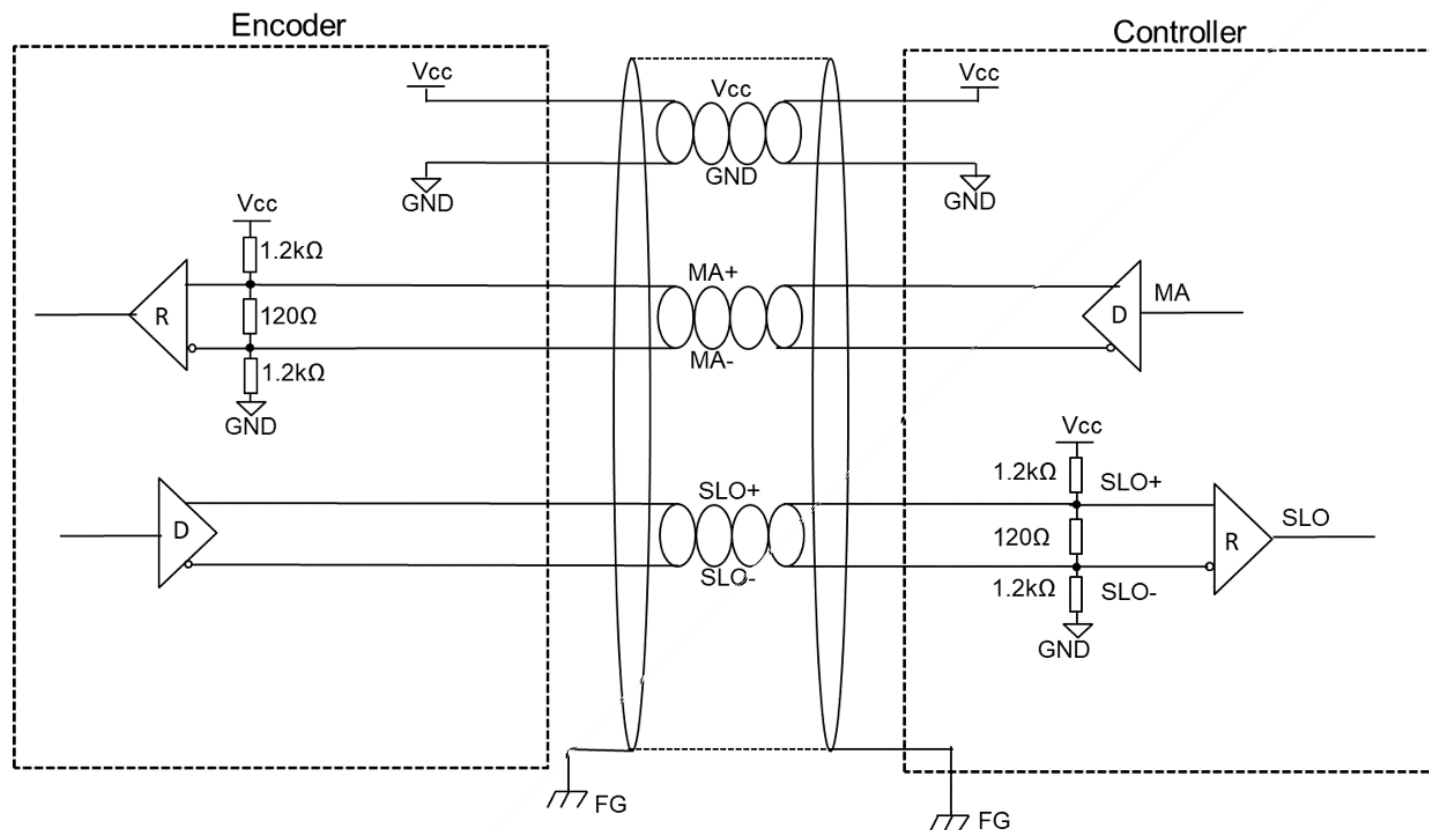 Encoder
Controller
Vcc
Vcc
Vcc
GND
GND
GND
Vcc
1.2kΩ
MA+
MA
R
120Ω
D
MA-
1.2kΩ
GND
Vcc
1.2kΩ
SLO+
SLO+
D
120Ω
SLO
R
SLO-
1.2kΩ
SLO-
GND
FG
FG